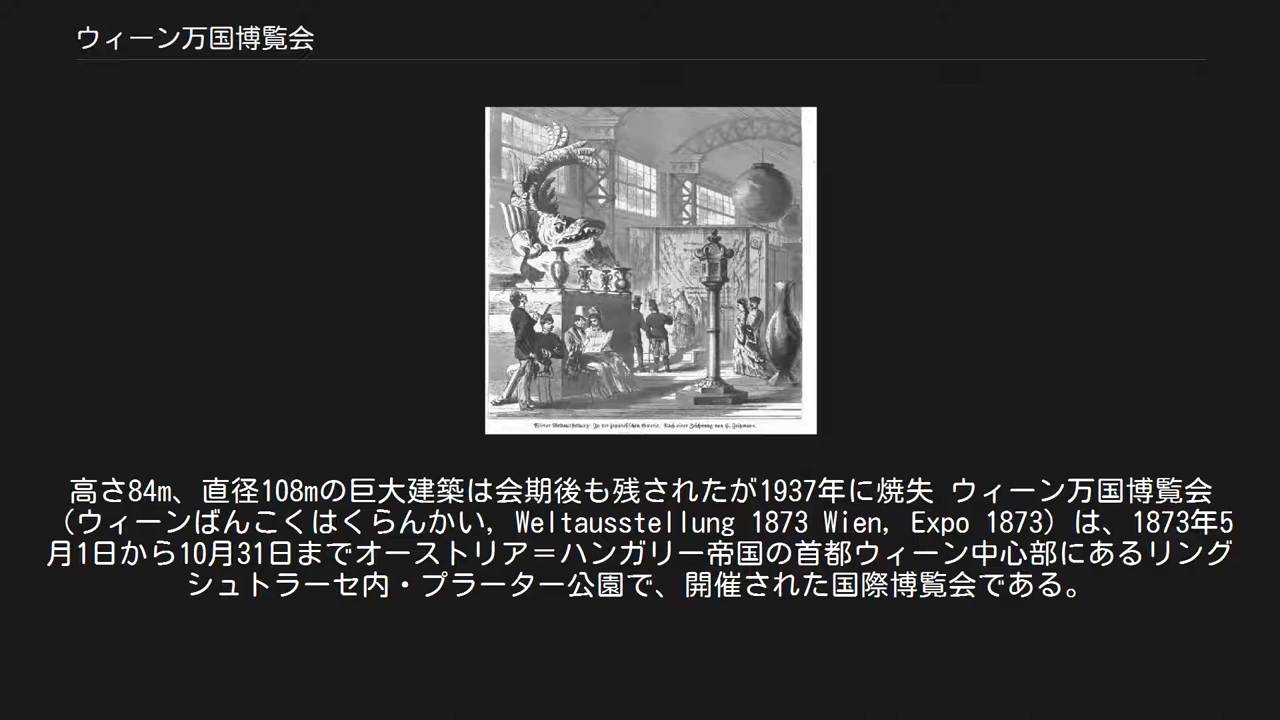 ウィーン万国博覧会
Wiener Weltausstellung: In der japanesischen Galerie.
高さ84m、直径108mの巨大建築は会期後も残されたが1937年に焼失 ウィーン万国博覧会
（ウィーンばんこくはくらんかい, Weltausstellung 1873 Wien, Expo 1873）は、1873年5
月1日から10月31日までオーストリア＝ハンガリー帝国の首都ウィーン中心部にあるリング
シュトラーセ内・プラーター公園で、開催された国際博覧会である。